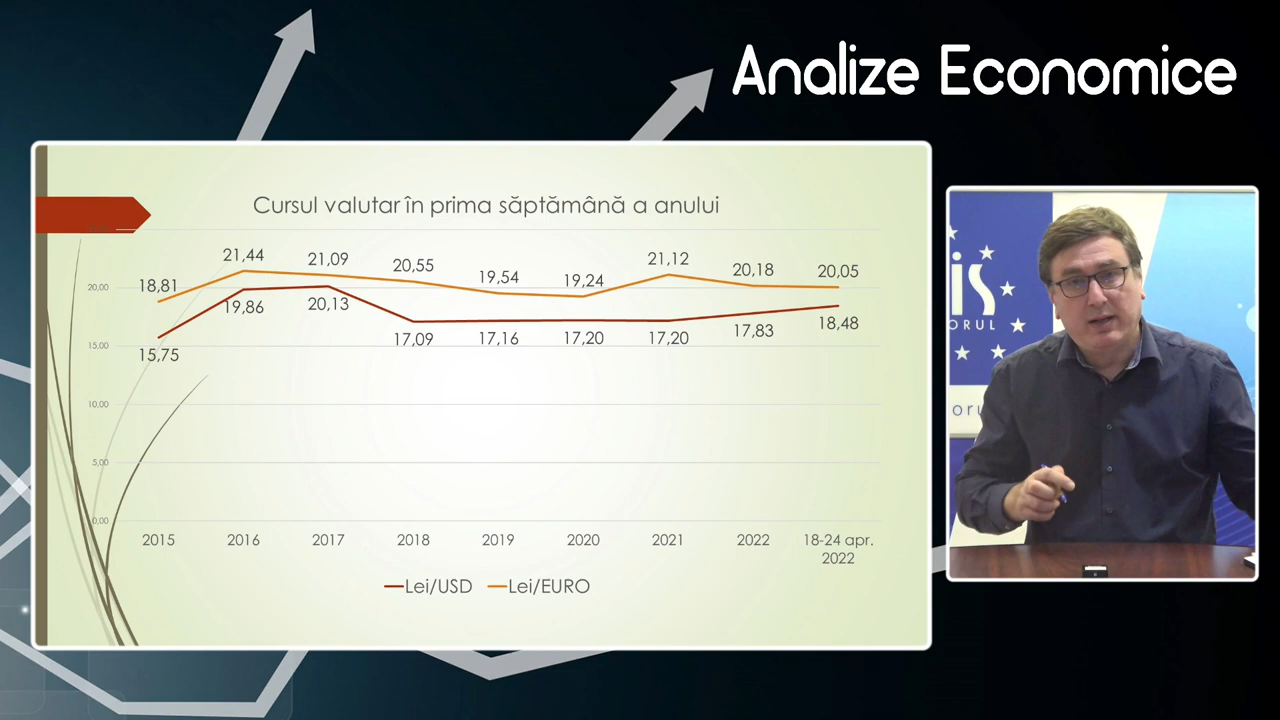 Analize Economice
Cursul valutar în prima săptămână a anului
21,44 21,09 20,55 19,54 19,24 21,12 20,18 20,05
18,81
20,00
19,86 20,13 17,09 17,16 17,20 17,20 17,83 18,48
15,00
15,75
10,00
5,00
0,00
2015 2016 2017 2018 2019 2020 2021 2022 18-24 apr.
2022
Lei/USD Lei/EURO
IS
ORUL
oru